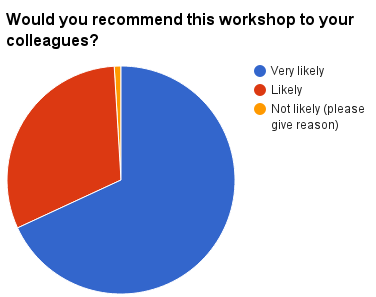 Would you recommend this workshop to your
colleagues?
Very likely
Likely
Not likely (please
give reason)